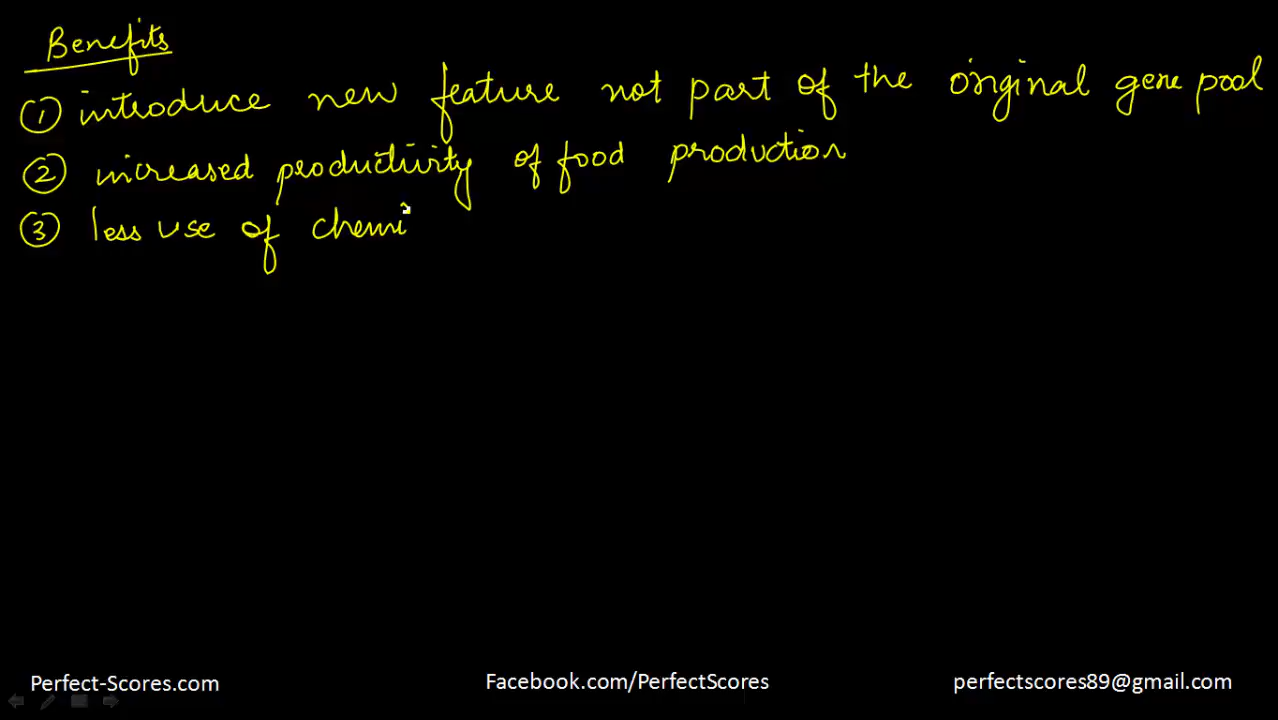 Benefits
① introduce new feature not part of the original gene pool
② increased productivity of food production
③ less use of chemi
Perfect-Scores.com
Facebook.com/PerfectScores
perfectscores89@gmail.com